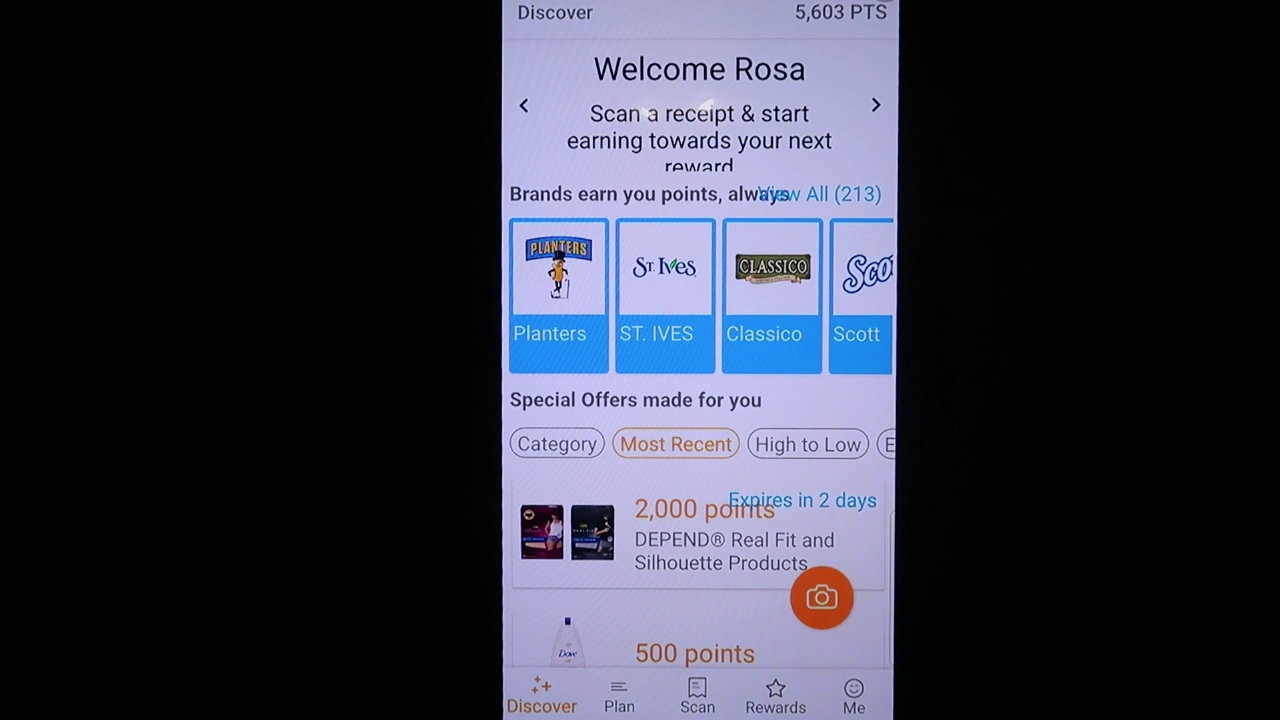 Discover 5,603 PTS
Welcome Rosa
Scan a receipt & start
earning towards your next
reward
Brands earn you points, always View All (213)
PLANTERS
ST. IVES
CLASSICO
Sco
Planters
ST. IVES
Classico
Scott
Special Offers made for you
Category Most Recent High to Low E
Expires in 2 days
2,000 points
DEPEND® Real Fit and
Silhouette Products
Dove
500 points
Discover Plan Scan Rewards Me